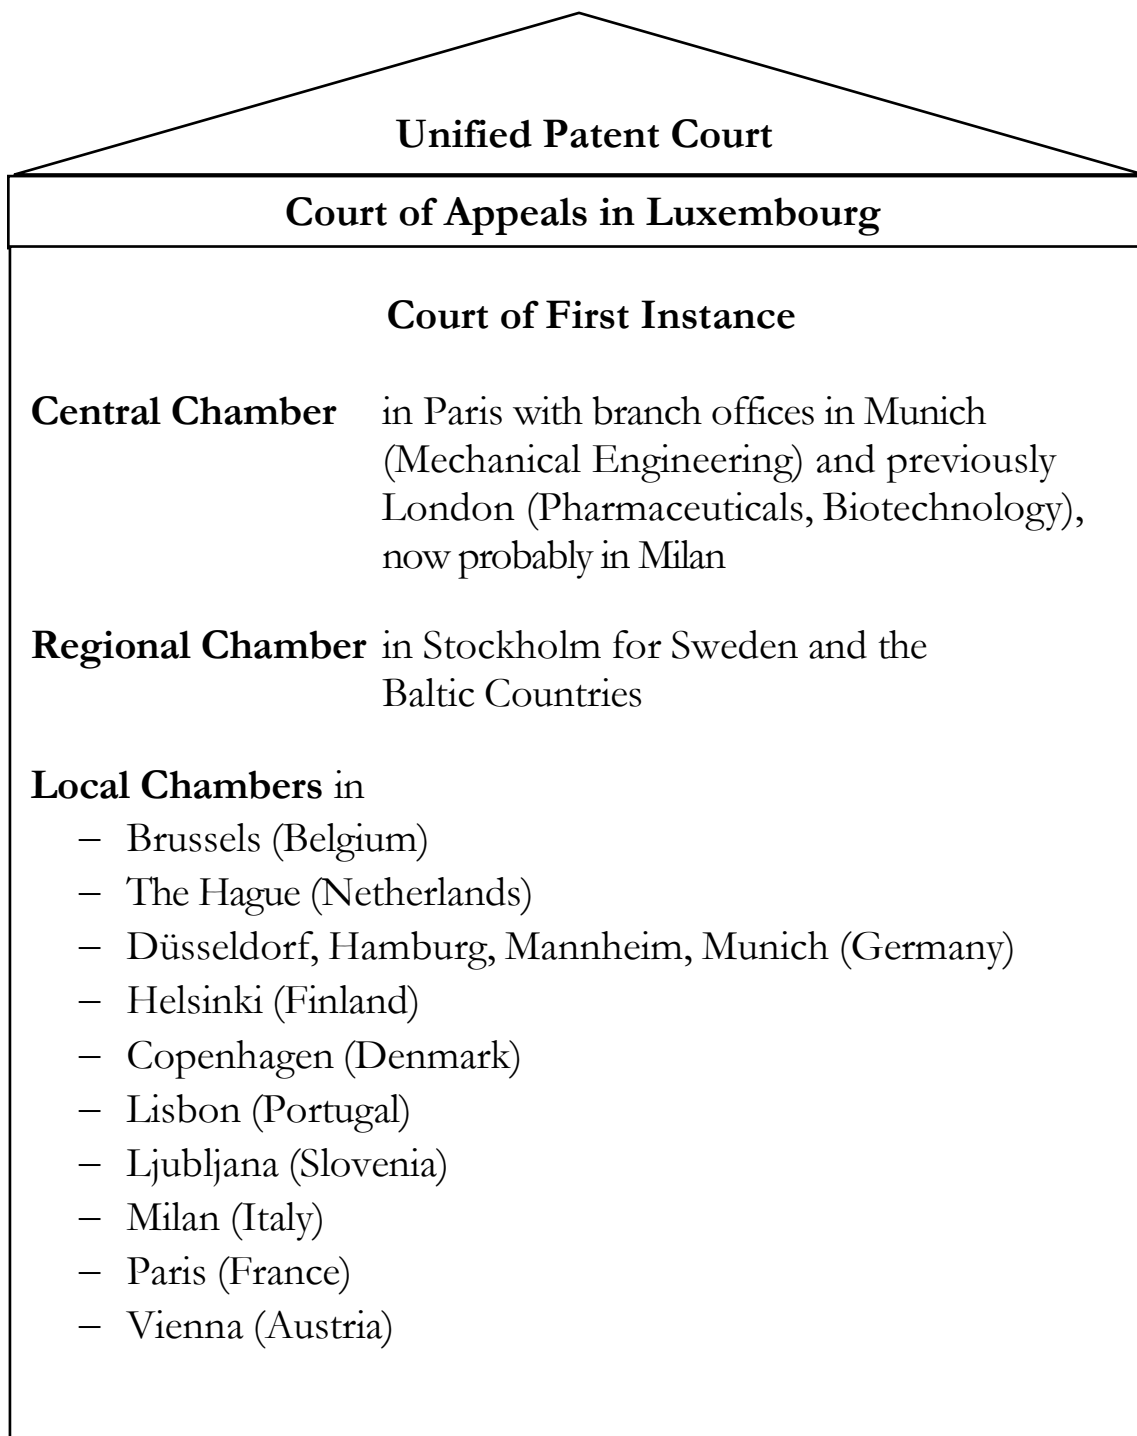 Unified Patent Court
Court of Appeals in Luxembourg
Court of First Instance
Central Chamber in Paris with branch offices in Munich
(Mechanical Engineering) and previously
London (Pharmaceuticals, Biotechnology),
now probably in Milan
Regional Chamber in Stockholm for Sweden and the
Baltic Countries
Local Chambers in
– Brussels (Belgium)
– The Hague (Netherlands)
– Düsseldorf, Hamburg, Mannheim, Munich (Germany)
– Helsinki (Finland)
– Copenhagen (Denmark)
– Lisbon (Portugal)
– Ljubljana (Slovenia)
– Milan (Italy)
– Paris (France)
– Vienna (Austria)